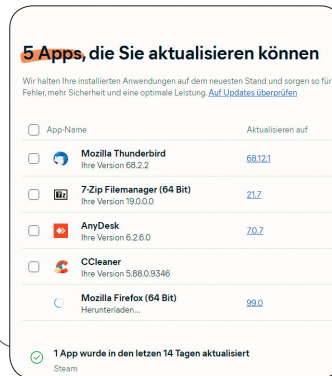 5 Apps, die Sie aktualisieren können
Wir halten Ihre installierten Anwendungen auf dem neuesten Stand und sorgen so für
Fehler, mehr Sicherheit und eine optimale Leistung. Auf Updates überprüfen
App-Name Aktualisieren auf
Mozilla Thunderbird
Ihre Version 68.2.2 68.12.1
7-Zip Filemanager (64 Bit)
Ihre Version 19.0.0.0 21.7
AnyDesk
Ihre Version 6.2.6.0 7.0.7
CCleaner
Ihre Version 5.88.0.9346
Mozilla Firefox (64 Bit)
Herunterladen... 99.0
1 App wurde in den letzen 14 Tagen aktualisiert
Steam